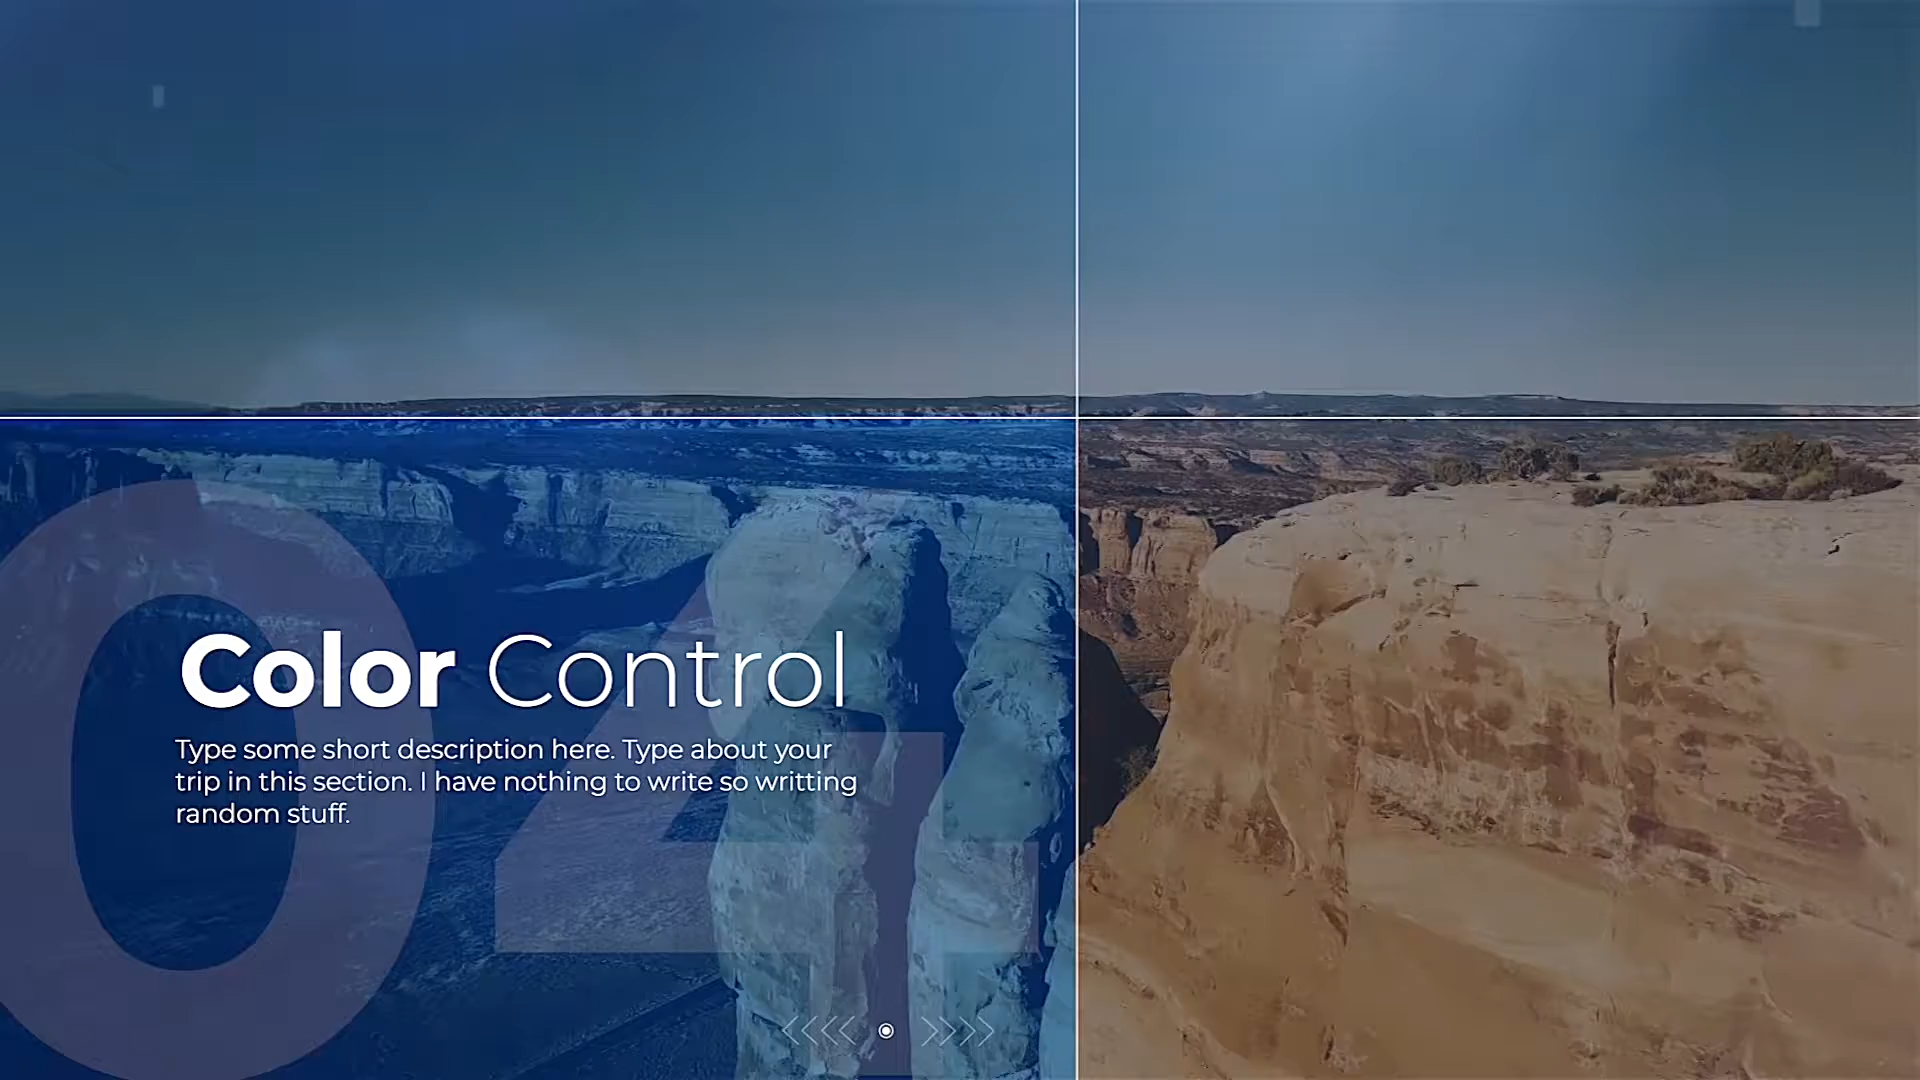 04
Color Control
Type some short description here. Type about your
trip in this section. I have nothing to write so writting
random stuff.